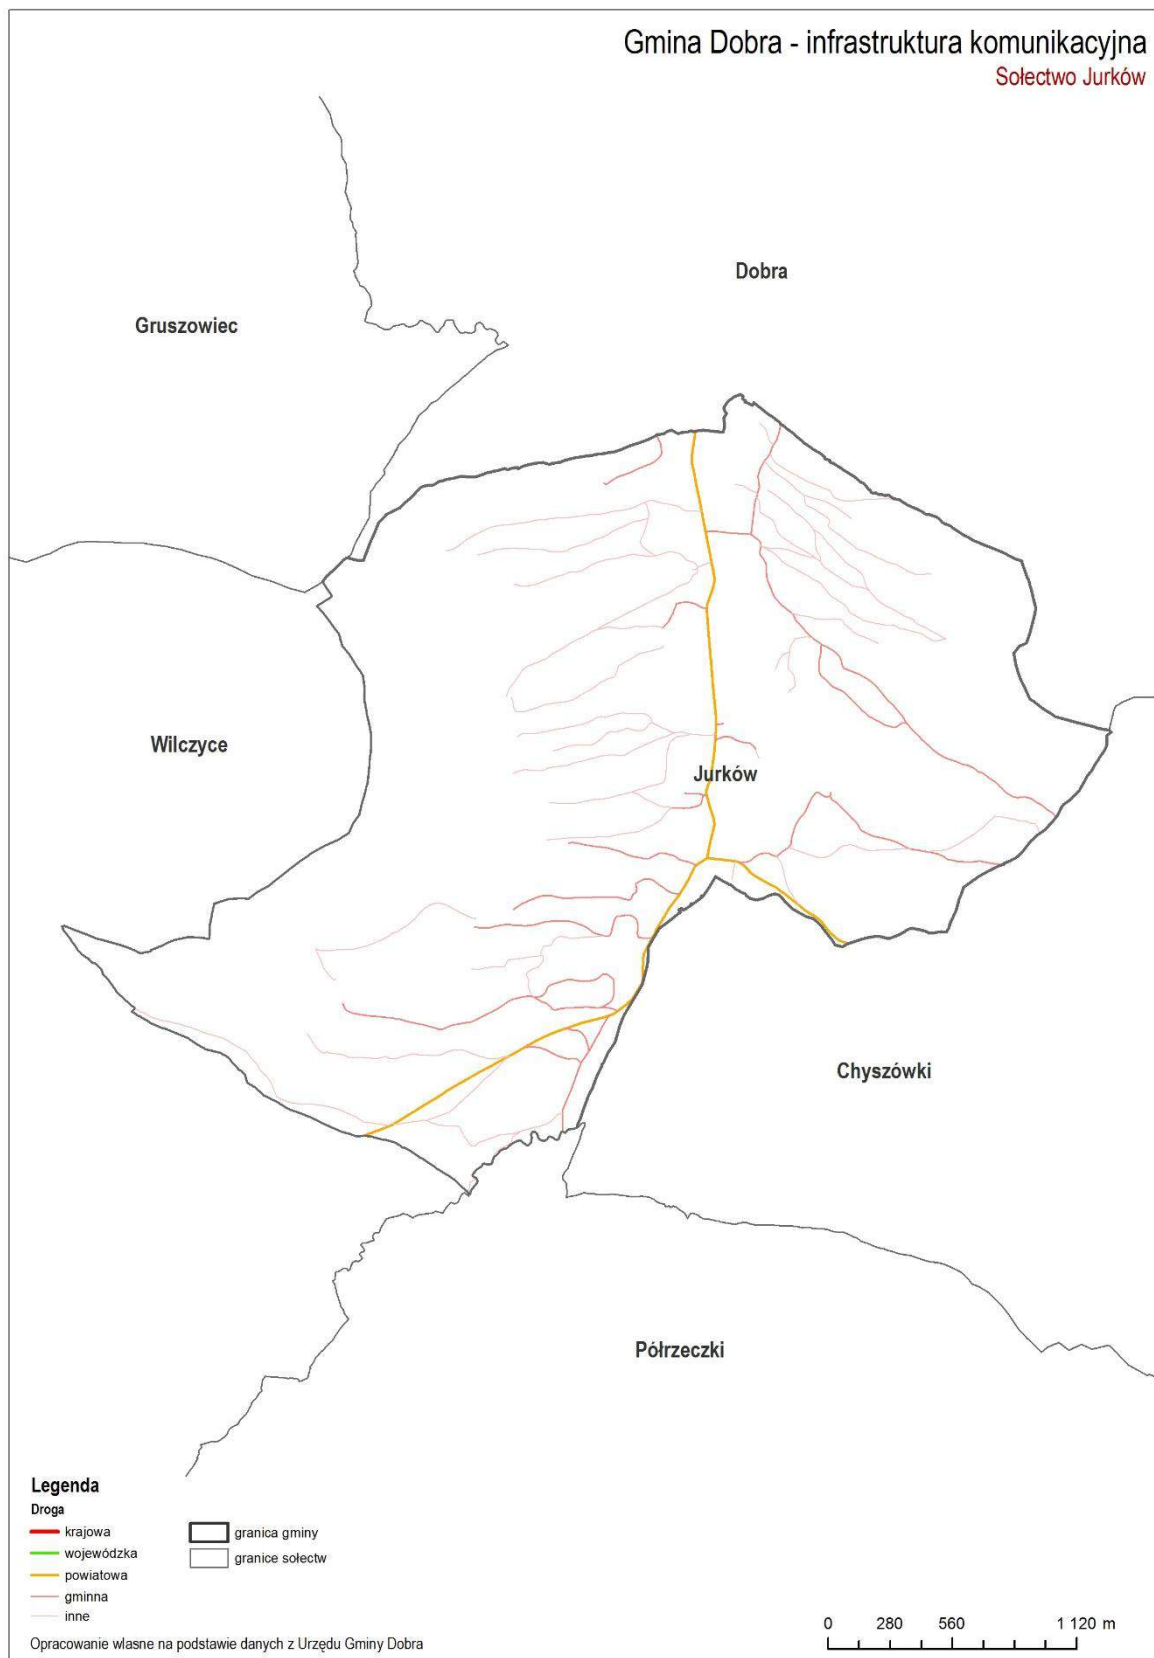 Gmina Dobra - infrastruktura komunikacyjna
Sołectwo Jurków
Dobra
Gruszowiec
Wilczyce
Jurków
Chyszówki
Półrzeczki
Legenda
Droga
krajowa
wojewódzka
powiatowa
gminna
inne
granica gminy
granice sołectw
0 280 560 1 120 m
Opracowanie wlasne na podstawie danych z Urzędu Gminy Dobra